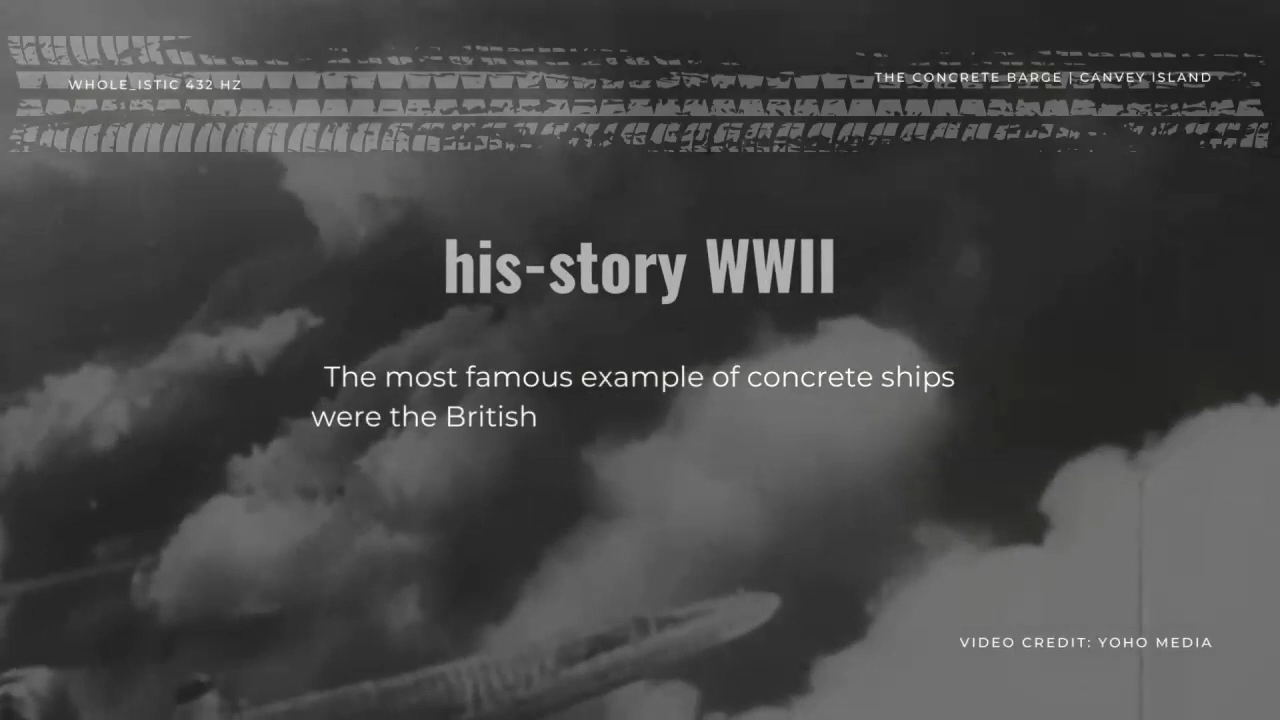 WHOLE_ISTIC 432 HZ
THE CONCRETE BARGE | CANVEY ISLAND
his-story WWII
The most famous example of concrete ships
were the British
VIDEO CREDIT: YOHO MEDIA